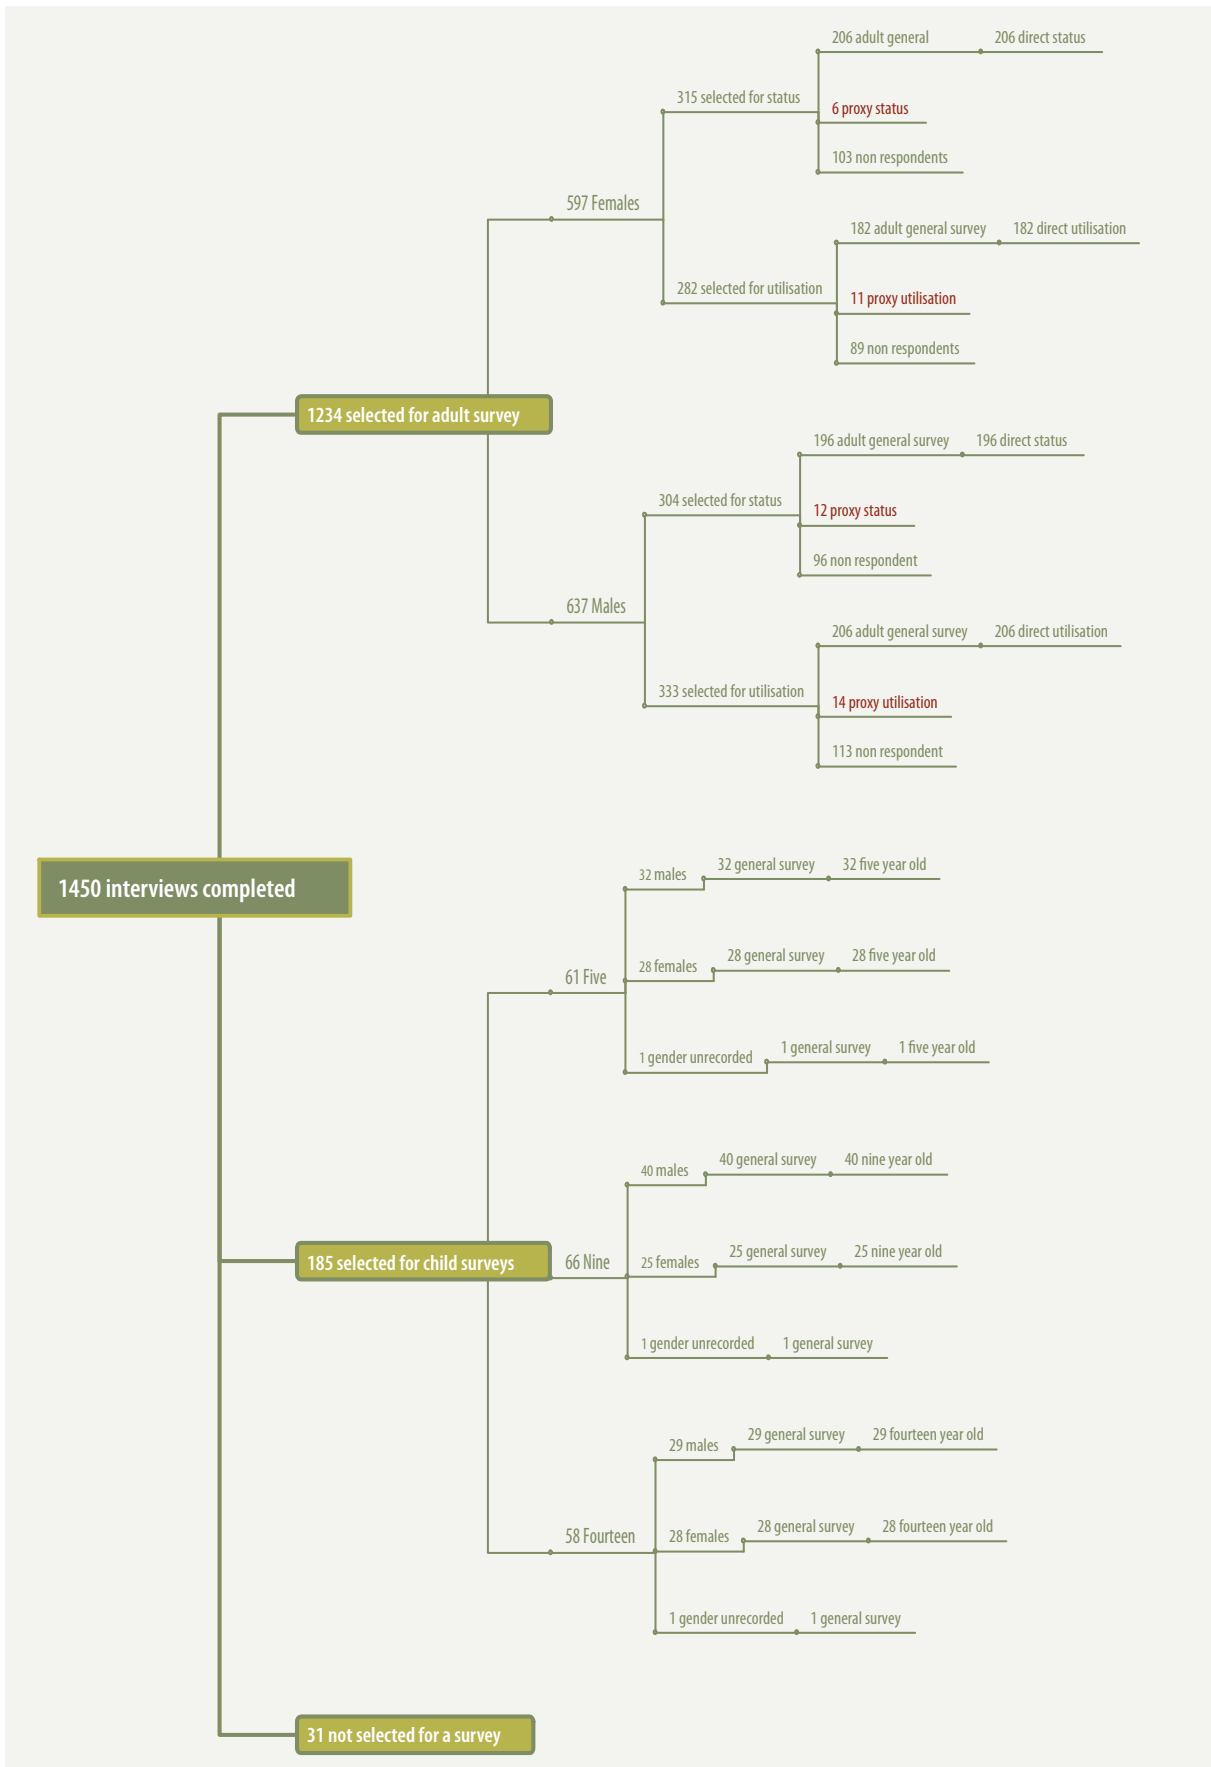 206 adult general
206 direct status
315 selected for status
6 proxy status
103 non respondents
597 Females
182 adult general survey
182 direct utilisation
282 selected for utilisation
11 proxy utilisation
89 non respondents
1234 selected for adult survey
196 adult general survey
196 direct status
304 selected for status
12 proxy status
96 non respondent
637 Males
206 adult general survey
206 direct utilisation
333 selected for utilisation
14 proxy utilisation
113 non respondent
1450 interviews completed
32 males
32 general survey
32 five year old
61 Five
28 females
28 general survey
28 five year old
1 gender unrecorded
1 general survey
1 five year old
185 selected for child surveys
40 males
40 general survey
40 nine year old
66 Nine
25 females
25 general survey
25 nine year old
1 gender unrecorded
1 general survey
29 males
29 general survey
29 fourteen year old
58 Fourteen
28 females
28 general survey
28 fourteen year old
1 gender unrecorded
1 general survey
31 not selected for a survey